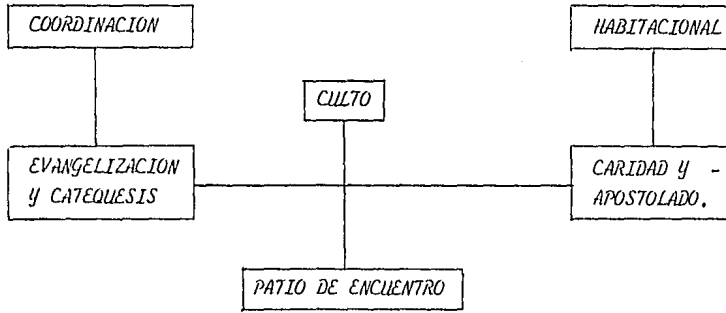 COORDINACION
HABITACIONAL
CULTO
EVANGELIZACION
Y CATEQUESIS
CARIDAD Y -
APOSTOLADO.
PATIO DE ENCUENTRO